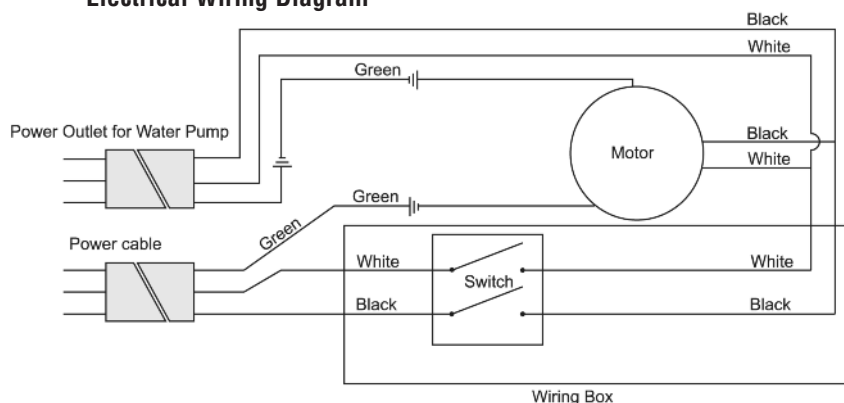 Electrical Wiring Diagram
Black
White
Green
Power Outlet for Water Pump
Motor
Black
White
Green
Green
Power cable
White
Switch
White
Black
Black
Wiring Box